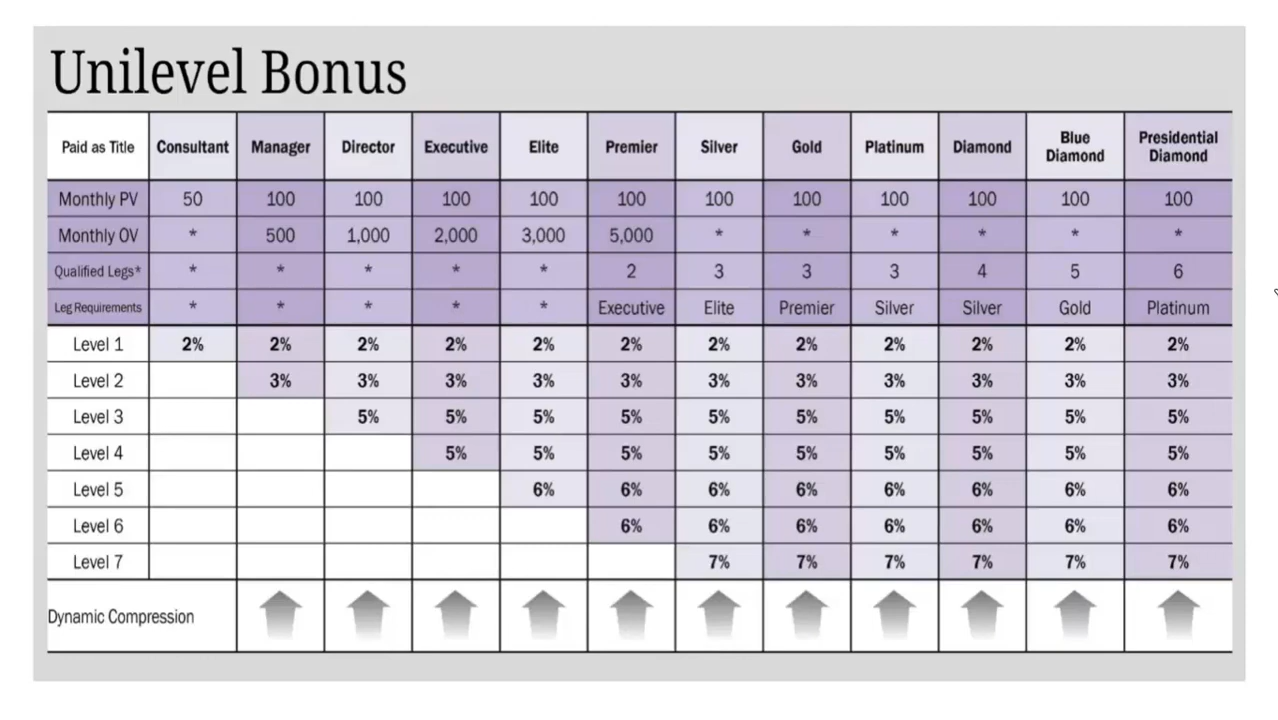 Unilevel Bonus
Paid as Title Consultant Manager Director Executive Elite Premier Silver Gold Platinum Diamond Blue Diamond Presidential Diamond
Monthly PV 50 100 100 100 100 100 100 100 100 100 100 100
Monthly OV * 500 1,000 2,000 3,000 5,000 * * * * * *
Qualified Legs* * * * * * 2 3 3 3 4 5 6
Leg Requirements * * * * * Executive Elite Premier Silver Silver Gold Platinum
Level 1 2% 2% 2% 2% 2% 2% 2% 2% 2% 2% 2% 2%
Level 2 3% 3% 3% 3% 3% 3% 3% 3% 3% 3% 3%
Level 3 5% 5% 5% 5% 5% 5% 5% 5% 5% 5%
Level 4 5% 5% 5% 5% 5% 5% 5% 5% 5%
Level 5 6% 6% 6% 6% 6% 6% 6% 6%
Level 6 6% 6% 6% 6% 6% 6% 6%
Level 7 7% 7% 7% 7% 7% 7%
Dynamic Compression